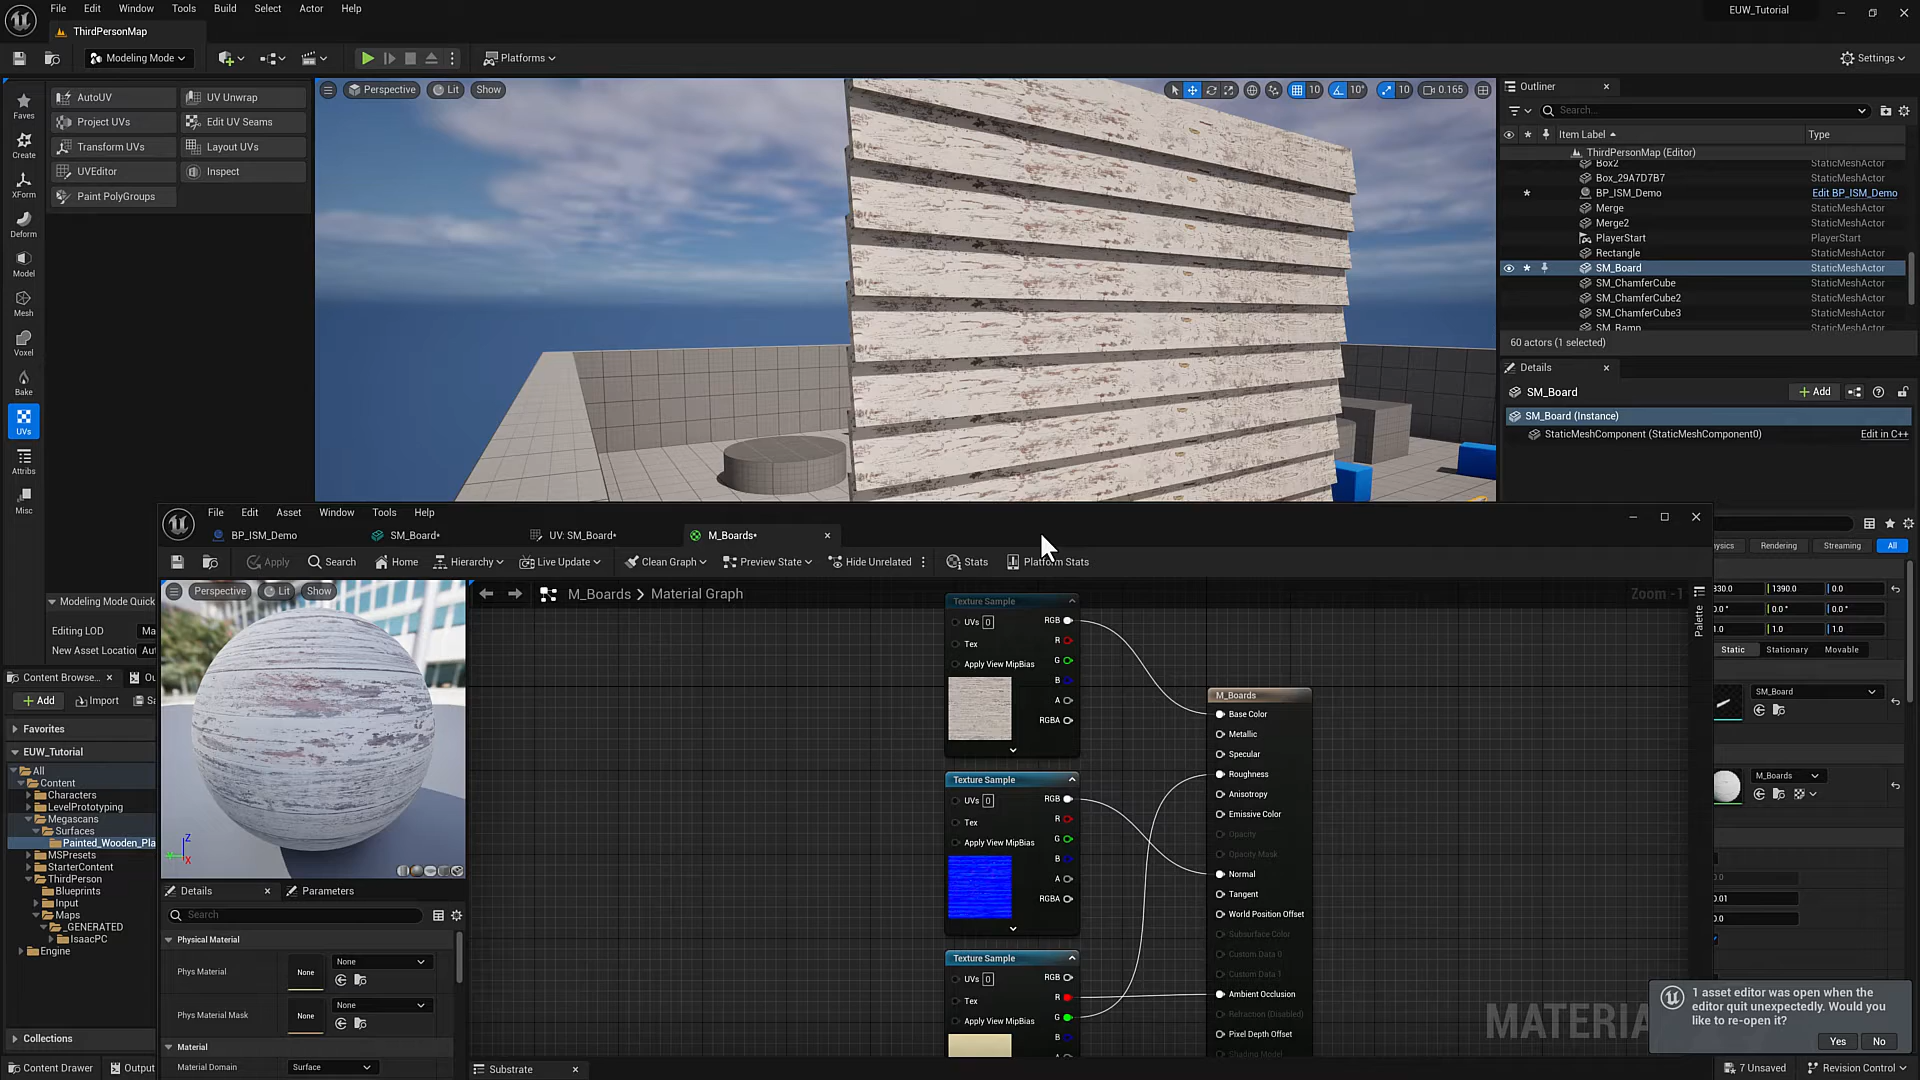 File Edit Window Tools Build Select Actor Help
EUW_Tutorial
ThirdPersonMap
Modeling Mode
Platforms
Settings
AutoUV UV Unwrap
Project UVs Edit UV Seams
Transform UVs Layout UVs
UVEditor Inspect
Paint PolyGroups
Faves
Create
XForm
Deform
Model
Mesh
Voxel
Bake
UVs
Attribs
Misc
Perspective Lit Show
10 10° 10 0.165
Outliner
Search...
Item Label Type
ThirdPersonMap (Editor)
Box2 StaticMeshActor
Box_29A7D7B7 StaticMeshActor
BP_ISM_Demo Edit BP_ISM_Demo
Merge StaticMeshActor
Merge2 StaticMeshActor
PlayerStart PlayerStart
Rectangle StaticMeshActor
SM_Board StaticMeshActor
SM_ChamferCube StaticMeshActor
SM_ChamferCube2 StaticMeshActor
SM_ChamferCube3 StaticMeshActor
SM_Ramp StaticMeshActor
60 actors (1 selected)
Details
SM_Board Add
SM_Board (Instance)
StaticMeshComponent (StaticMeshComponent0) Edit in C++
Rendering Streaming All
1390.0 0.0
0.0° 0.0° 0.0°
1.0 1.0 1.0
Static Stationary Movable
SM_Board
M_Boards
Modeling Mode Quick
Editing LOD
New Asset Location
Content Browse...
Add Import
Favorites
EUW_Tutorial
All
Content
Characters
LevelPrototyping
Megascans
Surfaces
Painted_Wooden_Pla
MSPresets
StarterContent
ThirdPerson
Blueprints
Input
Maps
_GENERATED
IsaacPC
Engine
Collections
Content Drawer Output
File Edit Asset Window Tools Help
BP_ISM_Demo SM_Board* UV: SM_Board* M_Boards*
Apply Search Home Hierarchy Live Update Clean Graph Preview State Hide Unrelated Stats Platform Stats
Perspective Lit Show
M_Boards > Material Graph
Zoom -1
Palette
Texture Sample
UVs 0 RGB
R
Tex
G
Apply View MipBias
B
A
RGBA
Texture Sample
UVs 0 RGB
R
Tex
G
Apply View MipBias
B
A
RGBA
Texture Sample
UVs 0 RGB
R
Tex
G
Apply View MipBias
B
M_Boards
Base Color
Metallic
Specular
Roughness
Anisotropy
Emissive Color
Opacity
Opacity Mask
Normal
Tangent
World Position Offset
Subsurface Color
Custom Data 0
Custom Data 1
Ambient Occlusion
Refraction (Disabled)
Pixel Depth Offset
Shading Model
Details Parameters
Search
Physical Material
Phys Material None None
Phys Material Mask None None
Material
Material Domain Surface
Substrate
1 asset editor was open when the
editor quit unexpectedly. Would you
like to re-open it?
Yes No
7 Unsaved Revision Control